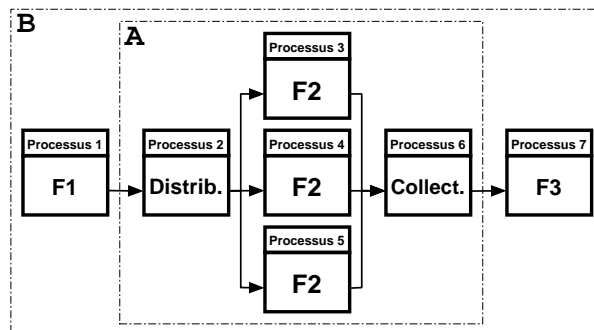 B
A
Processus 3
F2
Processus 1
F1
Processus 2
Distrib.
Processus 4
F2
Processus 6
Collect.
Processus 7
F3
Processus 5
F2